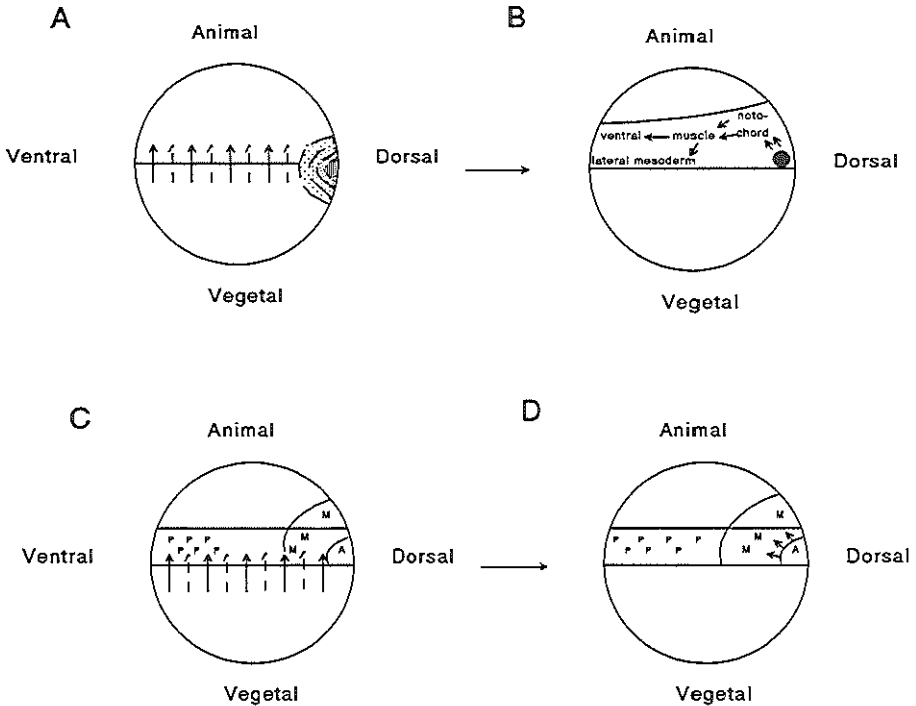 A
Animal
Ventral
Dorsal
Vegetal
B
Animal
noto-
ventral muscle chord
lateral mesoderm
Dorsal
Vegetal
C
Animal
M
P P P
P P P M
M A
Ventral
Dorsal
Vegetal
D
Animal
M
P P P P M
P P P M A
Dorsal
Vegetal